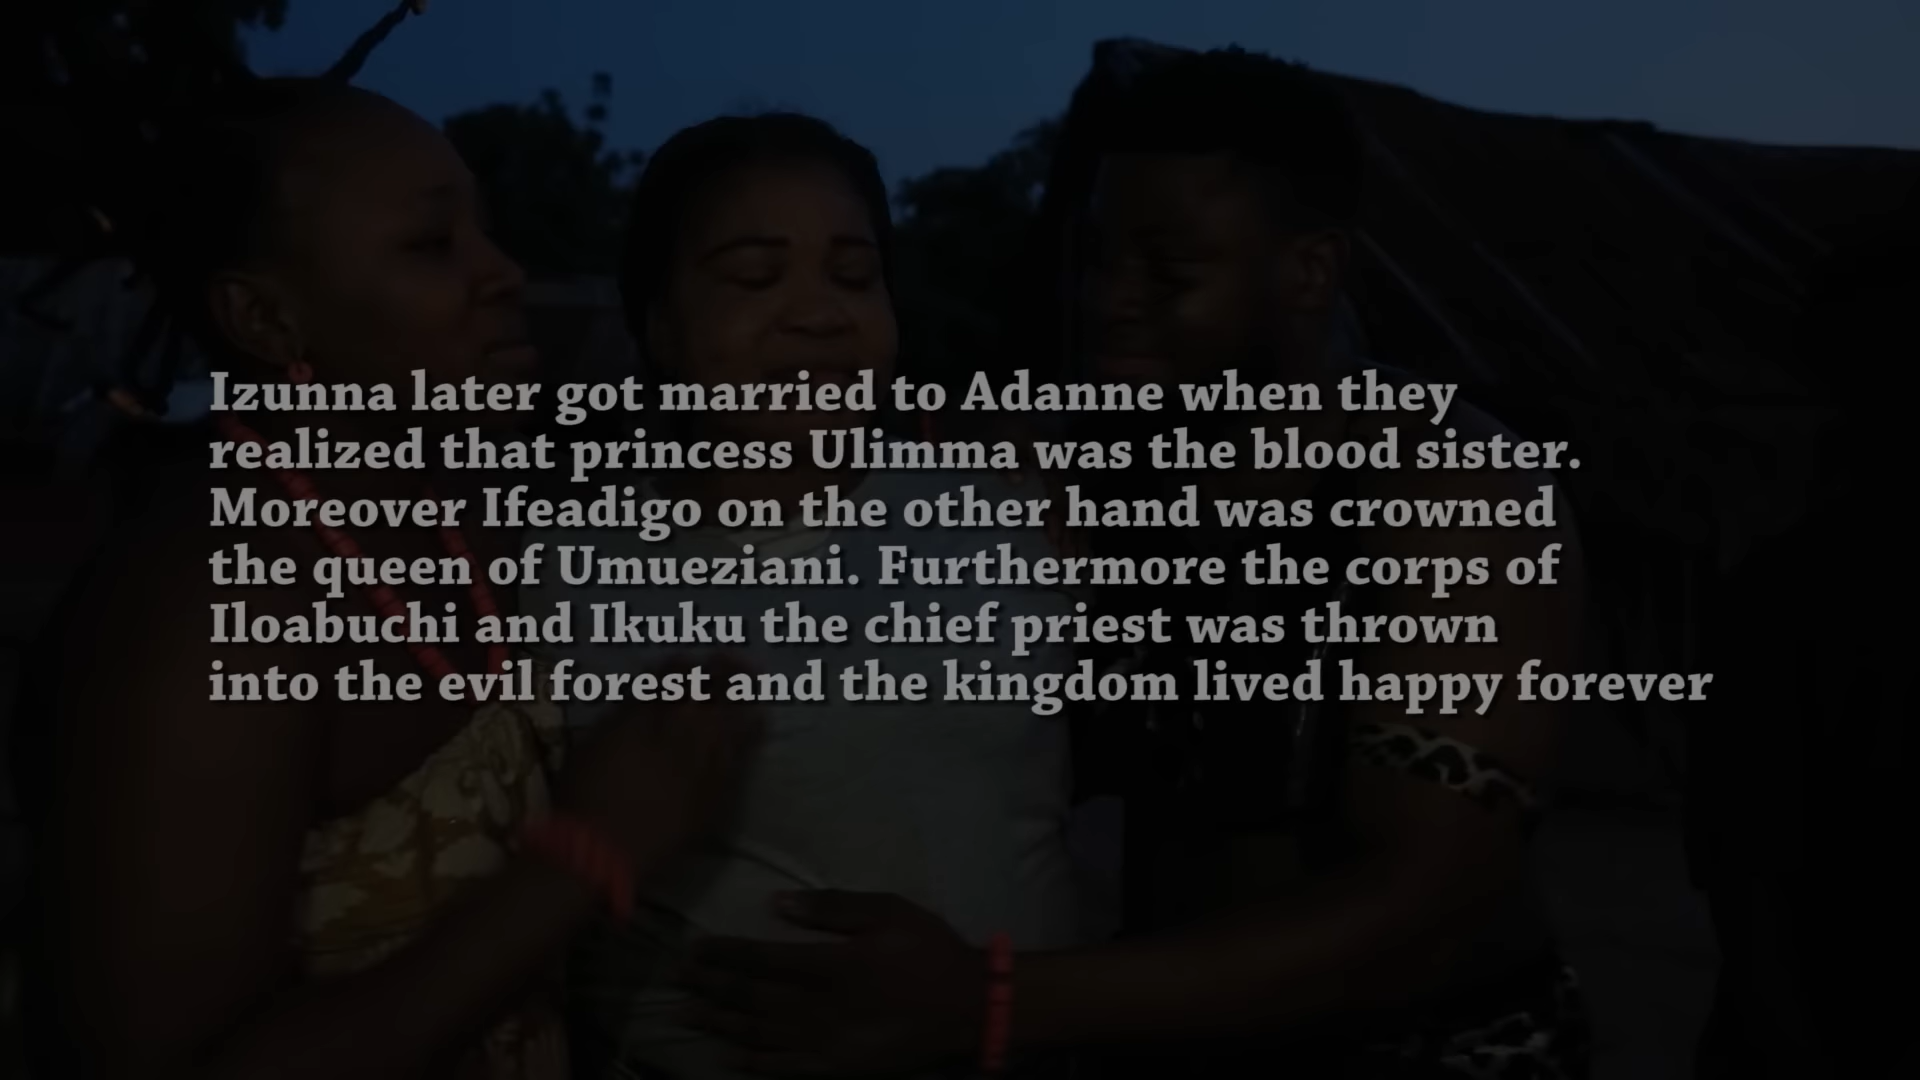 Izunna later got married to Adanne when they
realized that princess Ulimma was the blood sister.
Moreover Ifeadigo on the other hand was crowned
the queen of Umueziani. Furthermore the corps of
Iloabuchi and Ikuku the chief priest was thrown
into the evil forest and the kingdom lived happy forever